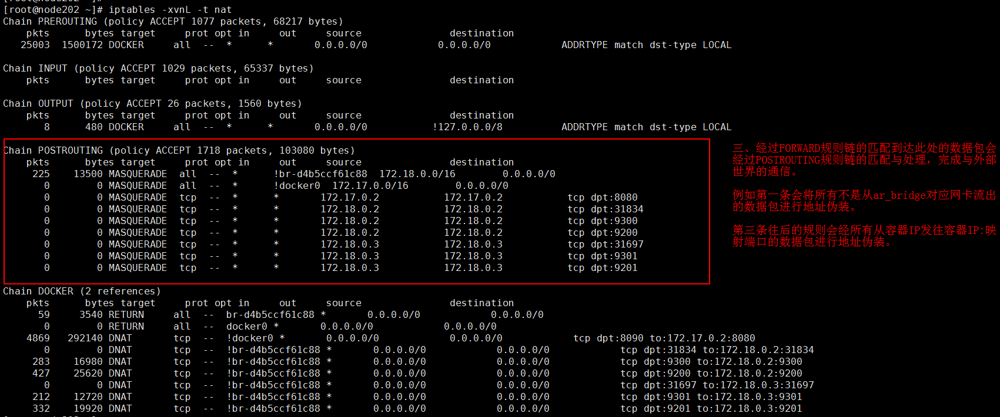 [root@node202 ~]# iptables -xvnL -t nat
Chain PREROUTING (policy ACCEPT 1077 packets, 68217 bytes)
pkts bytes target prot opt in out source destination
25003 1500172 DOCKER all -- * * 0.0.0.0/0 0.0.0.0/0 ADDRTYPE match dst-type LOCAL
Chain INPUT (policy ACCEPT 1029 packets, 65337 bytes)
pkts bytes target prot opt in out source destination
Chain OUTPUT (policy ACCEPT 26 packets, 1560 bytes)
pkts bytes target prot opt in out source destination
8 480 DOCKER all -- * * 0.0.0.0/0 !127.0.0.0/8 ADDRTYPE match dst-type LOCAL
Chain POSTROUTING (policy ACCEPT 1718 packets, 103080 bytes)
pkts bytes target prot opt in out source destination
225 13500 MASQUERADE all -- * !br-d4b5ccf61c88 172.18.0.0/16 0.0.0.0/0
0 0 MASQUERADE all -- * !docker0 172.17.0.0/16 0.0.0.0/0
0 0 MASQUERADE tcp -- * * 172.17.0.2 172.17.0.2 tcp dpt:8080
0 0 MASQUERADE tcp -- * * 172.18.0.2 172.18.0.2 tcp dpt:31834
0 0 MASQUERADE tcp -- * * 172.18.0.2 172.18.0.2 tcp dpt:9300
0 0 MASQUERADE tcp -- * * 172.18.0.2 172.18.0.2 tcp dpt:9200
0 0 MASQUERADE tcp -- * * 172.18.0.3 172.18.0.3 tcp dpt:31697
0 0 MASQUERADE tcp -- * * 172.18.0.3 172.18.0.3 tcp dpt:9301
0 0 MASQUERADE tcp -- * * 172.18.0.3 172.18.0.3 tcp dpt:9201
三、经过FORWARD规则链的匹配到达此处的数据包会
经过POSTROUTING规则链的匹配与处理，完成与外部
世界的通信。
例如第一条会将所有不是从ar_bridge对应网卡流出
的数据包进行地址伪装。
第三条往后的规则会经所有从容器IP发往容器IP:映
射端口的数据包进行地址伪装。
Chain DOCKER (2 references)
pkts bytes target prot opt in out source destination
59 3540 RETURN all -- br-d4b5ccf61c88 * 0.0.0.0/0 0.0.0.0/0
0 0 RETURN all -- docker0 * 0.0.0.0/0 0.0.0.0/0
4869 292140 DNAT tcp -- !docker0 * 0.0.0.0/0 0.0.0.0/0 tcp dpt:8090 to:172.17.0.2:8080
0 0 DNAT tcp -- !br-d4b5ccf61c88 * 0.0.0.0/0 0.0.0.0/0 tcp dpt:31834 to:172.18.0.2:31834
283 16980 DNAT tcp -- !br-d4b5ccf61c88 * 0.0.0.0/0 0.0.0.0/0 tcp dpt:9300 to:172.18.0.2:9300
427 25620 DNAT tcp -- !br-d4b5ccf61c88 * 0.0.0.0/0 0.0.0.0/0 tcp dpt:9200 to:172.18.0.2:9200
0 0 DNAT tcp -- !br-d4b5ccf61c88 * 0.0.0.0/0 0.0.0.0/0 tcp dpt:31697 to:172.18.0.3:31697
212 12720 DNAT tcp -- !br-d4b5ccf61c88 * 0.0.0.0/0 0.0.0.0/0 tcp dpt:9301 to:172.18.0.3:9301
332 19920 DNAT tcp -- !br-d4b5ccf61c88 * 0.0.0.0/0 0.0.0.0/0 tcp dpt:9201 to:172.18.0.3:9201